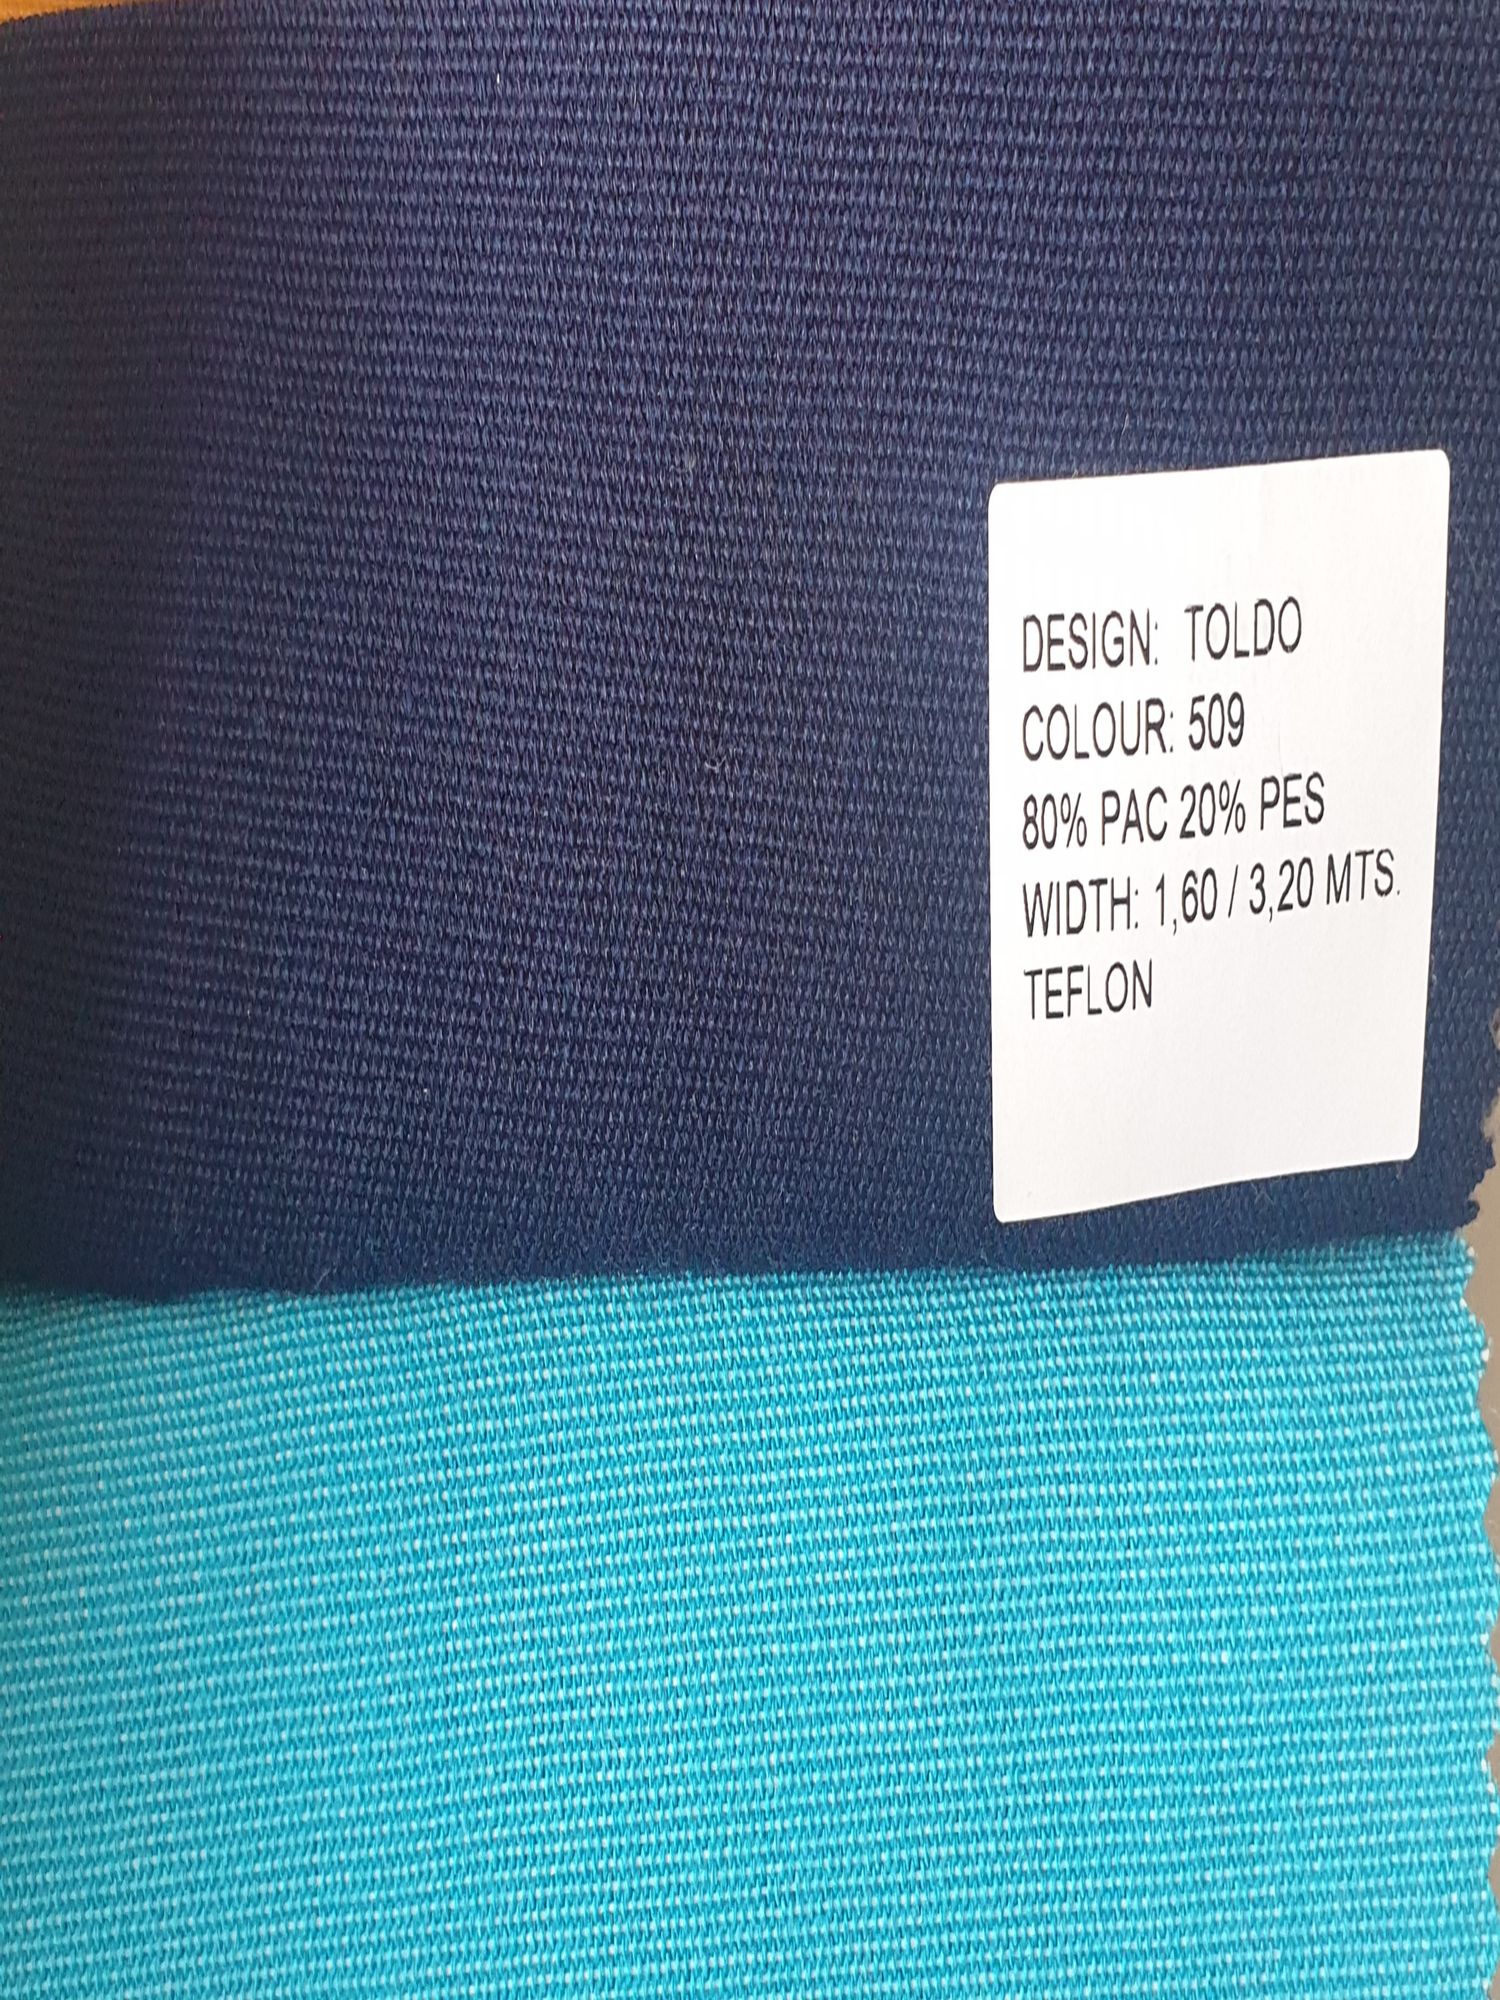 DESIGN: TOLDO
COLOUR: 509
80% PAC 20% PES
WIDTH: 1,60 / 3,20 MTS.
TEFLON